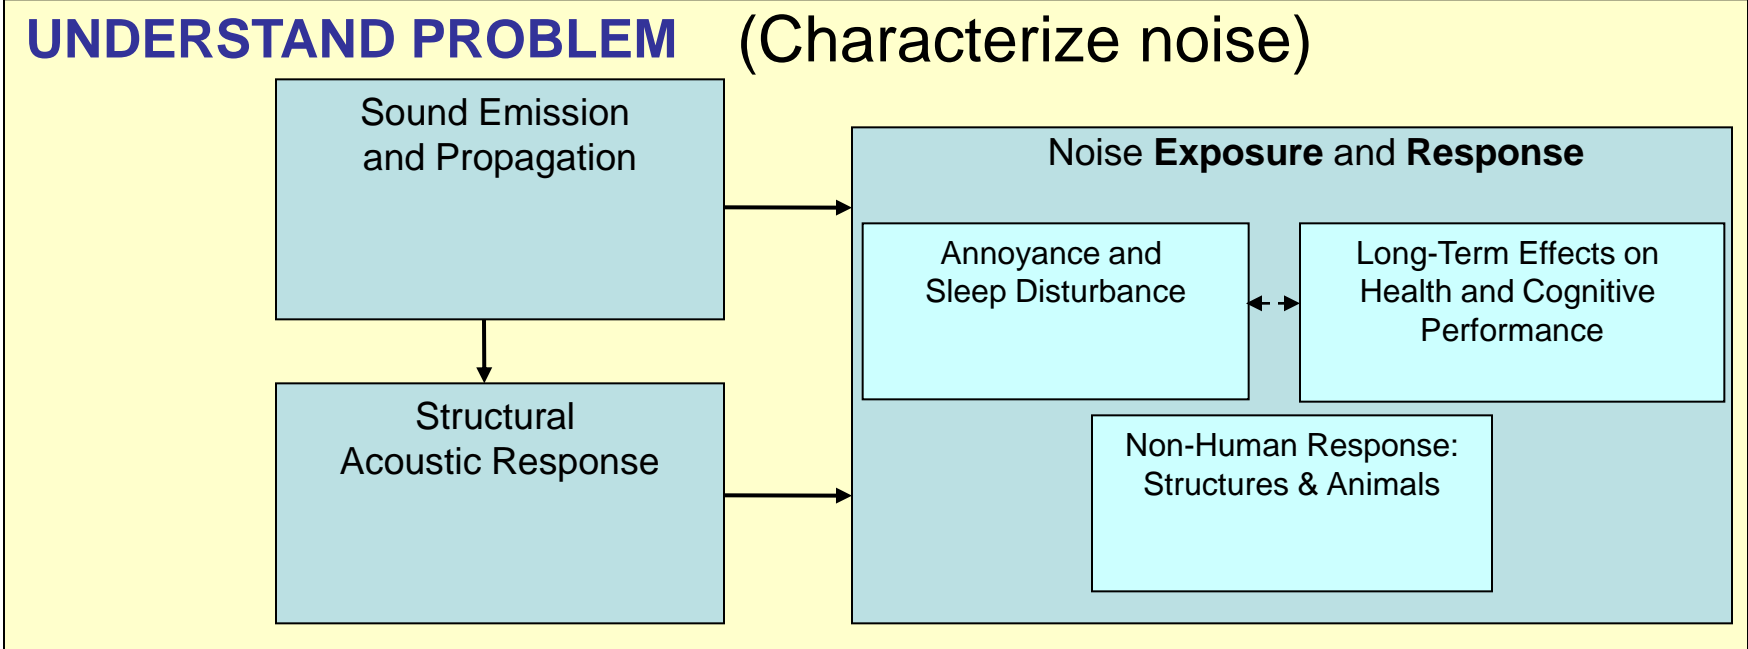 UNDERSTAND PROBLEM (Characterize noise)
Sound Emission
and Propagation
Structural
Acoustic Response
Noise Exposure and Response
Annoyance and
Sleep Disturbance
Long-Term Effects on
Health and Cognitive
Performance
Non-Human Response:
Structures & Animals